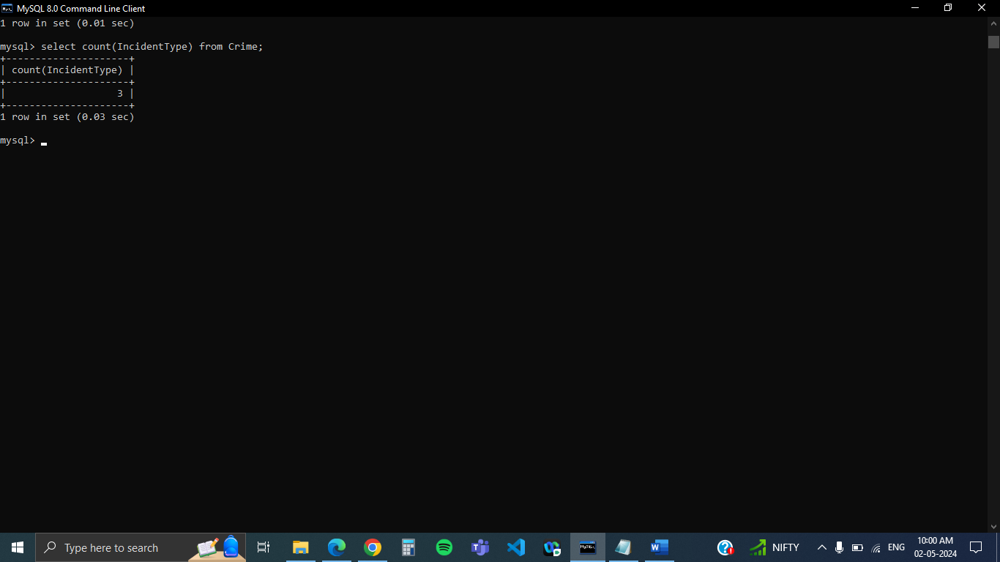 MySQL 8.0 Command Line Client
1 row in set (0.01 sec)
mysql> select count(IncidentType) from Crime;
+---------------------+
| count(IncidentType) |
+---------------------+
|                   3 |
+---------------------+
1 row in set (0.03 sec)
mysql>
Type here to search
MySQL
NIFTY
ENG
10:00 AM
02-05-2024